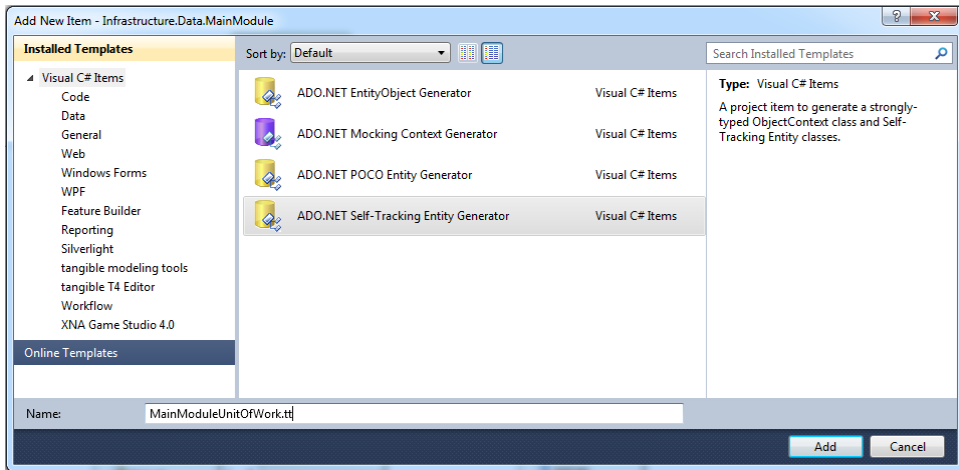 Add New Item - Infrastructure.Data.MainModule
Installed Templates
Visual C# Items
Code
Data
General
Web
Windows Forms
WPF
Feature Builder
Reporting
Silverlight
tangible modeling tools
tangible T4 Editor
Workflow
XNA Game Studio 4.0
Online Templates
Sort by: Default
ADO.NET EntityObject Generator Visual C# Items
ADO.NET Mocking Context Generator Visual C# Items
ADO.NET POCO Entity Generator Visual C# Items
ADO.NET Self-Tracking Entity Generator Visual C# Items
Search Installed Templates
Type: Visual C# Items
A project item to generate a strongly-
typed ObjectContext class and Self-
Tracking Entity classes.
Name: MainModuleUnitOfWork.tt
Add Cancel